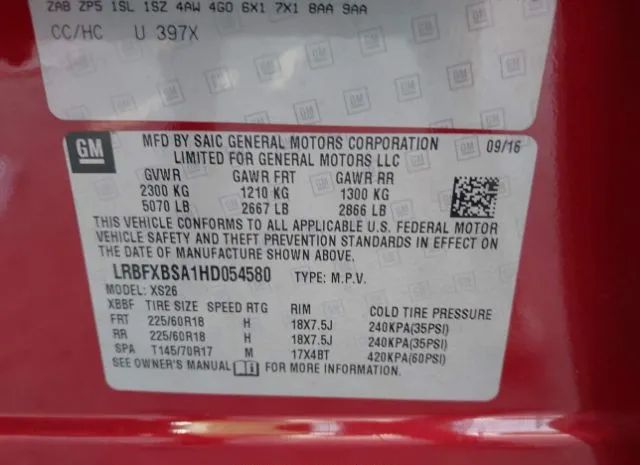 ZAB ZP5 1SL 1SZ 4AW 4G0 6X1 7X1 8AA 9AA
CC/HC U 397X
GM
MFD BY SAIC GENERAL MOTORS CORPORATION
LIMITED FOR GENERAL MOTORS LLC
09/16
GVWR GAWR FRT GAWR RR
2300 KG 1210 KG 1300 KG
5070 LB 2667 LB 2866 LB
THIS VEHICLE CONFORMS TO ALL APPLICABLE U.S. FEDERAL MOTOR
VEHICLE SAFETY AND THEFT PREVENTION STANDARDS IN EFFECT ON
THE DATE OF MANUFACTURE SHOWN ABOVE.
LRBFXBSA1HD054580 TYPE: M.P.V.
MODEL: XS26
XBBF TIRE SIZE SPEED RTG RIM COLD TIRE PRESSURE
FRT 225/60R18 H 18X7.5J 240KPA(35PSI)
RR 225/60R18 H 18X7.5J 240KPA(35PSI)
SPA T145/70R17 M 17X4BT 420KPA(60PSI)
SEE OWNER'S MANUAL FOR MORE INFORMATION.